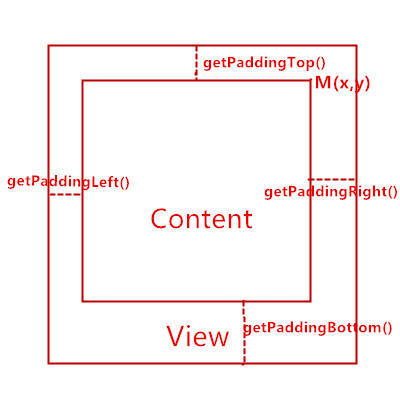 getPaddingTop()
M(x,y)
getPaddingLeft()
getPaddingRight()
Content
getPaddingBottom()
View